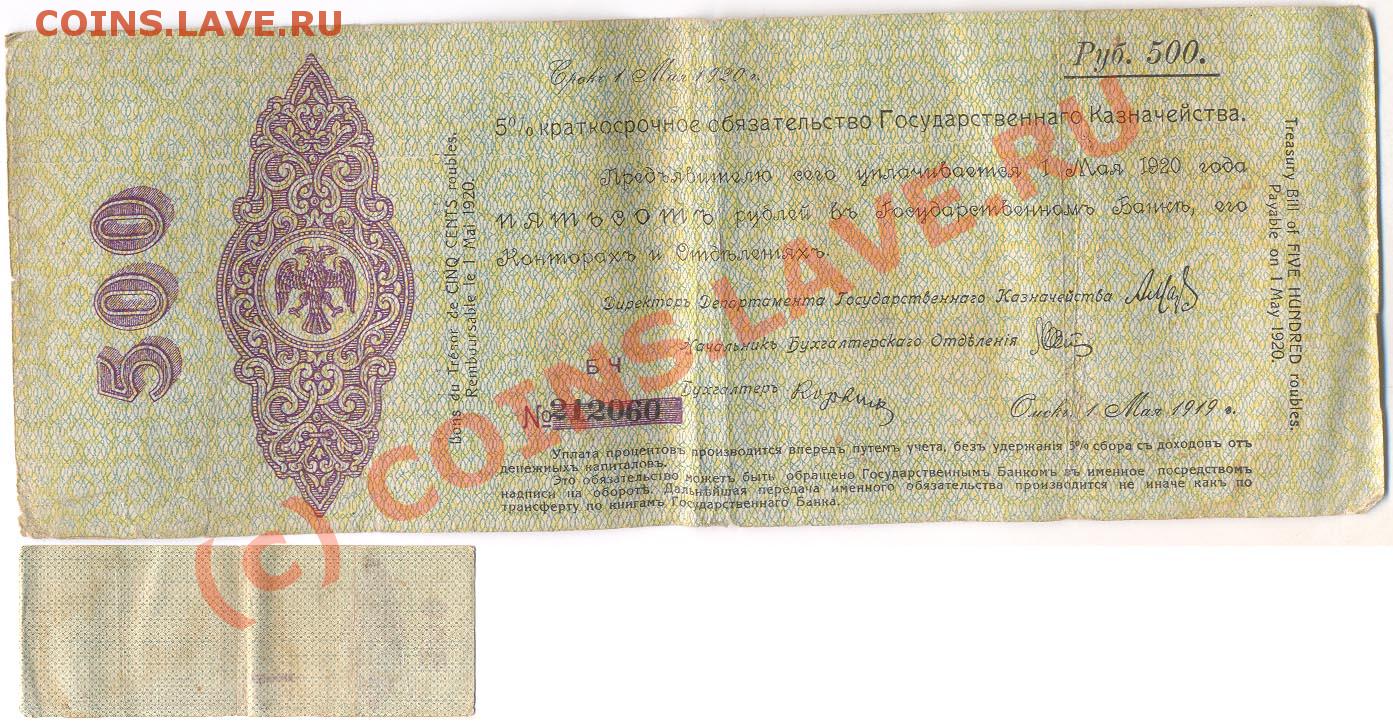 COINS.LAVE.RU
Срокъ 1 Мая 1920 г.
Руб. 500.
5% краткосрочное обязательство Государственнаго Казначейства.
Предъявителю сего уплачивается 1 Мая 1920 года
пятьсотъ рублей въ Государственномъ Банкѣ, его
Конторахъ и Отдѣленіяхъ.
Директоръ Департамента Государственнаго Казначейства
Начальникъ Бухгалтерскаго Отдѣленія
Б Ч
Бухгалтеръ
№ 212060
Омскъ, 1 Мая 1919 г.
Уплата процентовъ производится впередъ путемъ учета, безъ удержанія 5% сбора съ доходовъ отъ
денежныхъ капиталовъ.
Это обязательство можетъ быть обращено Государственнымъ Банкомъ въ именное посредствомъ
надписи на оборотѣ. Дальнѣйшая передача именного обязательства производится не иначе какъ по
трансферту по книгамъ Государственнаго Банка.
500
Bons du Trésor de CINQ CENTS roubles.
Remboursable le 1 Mai 1920.
Treasury Bill of FIVE HUNDRED roubles.
Payable on 1 May 1920.
(c) COINS.LAVE.RU